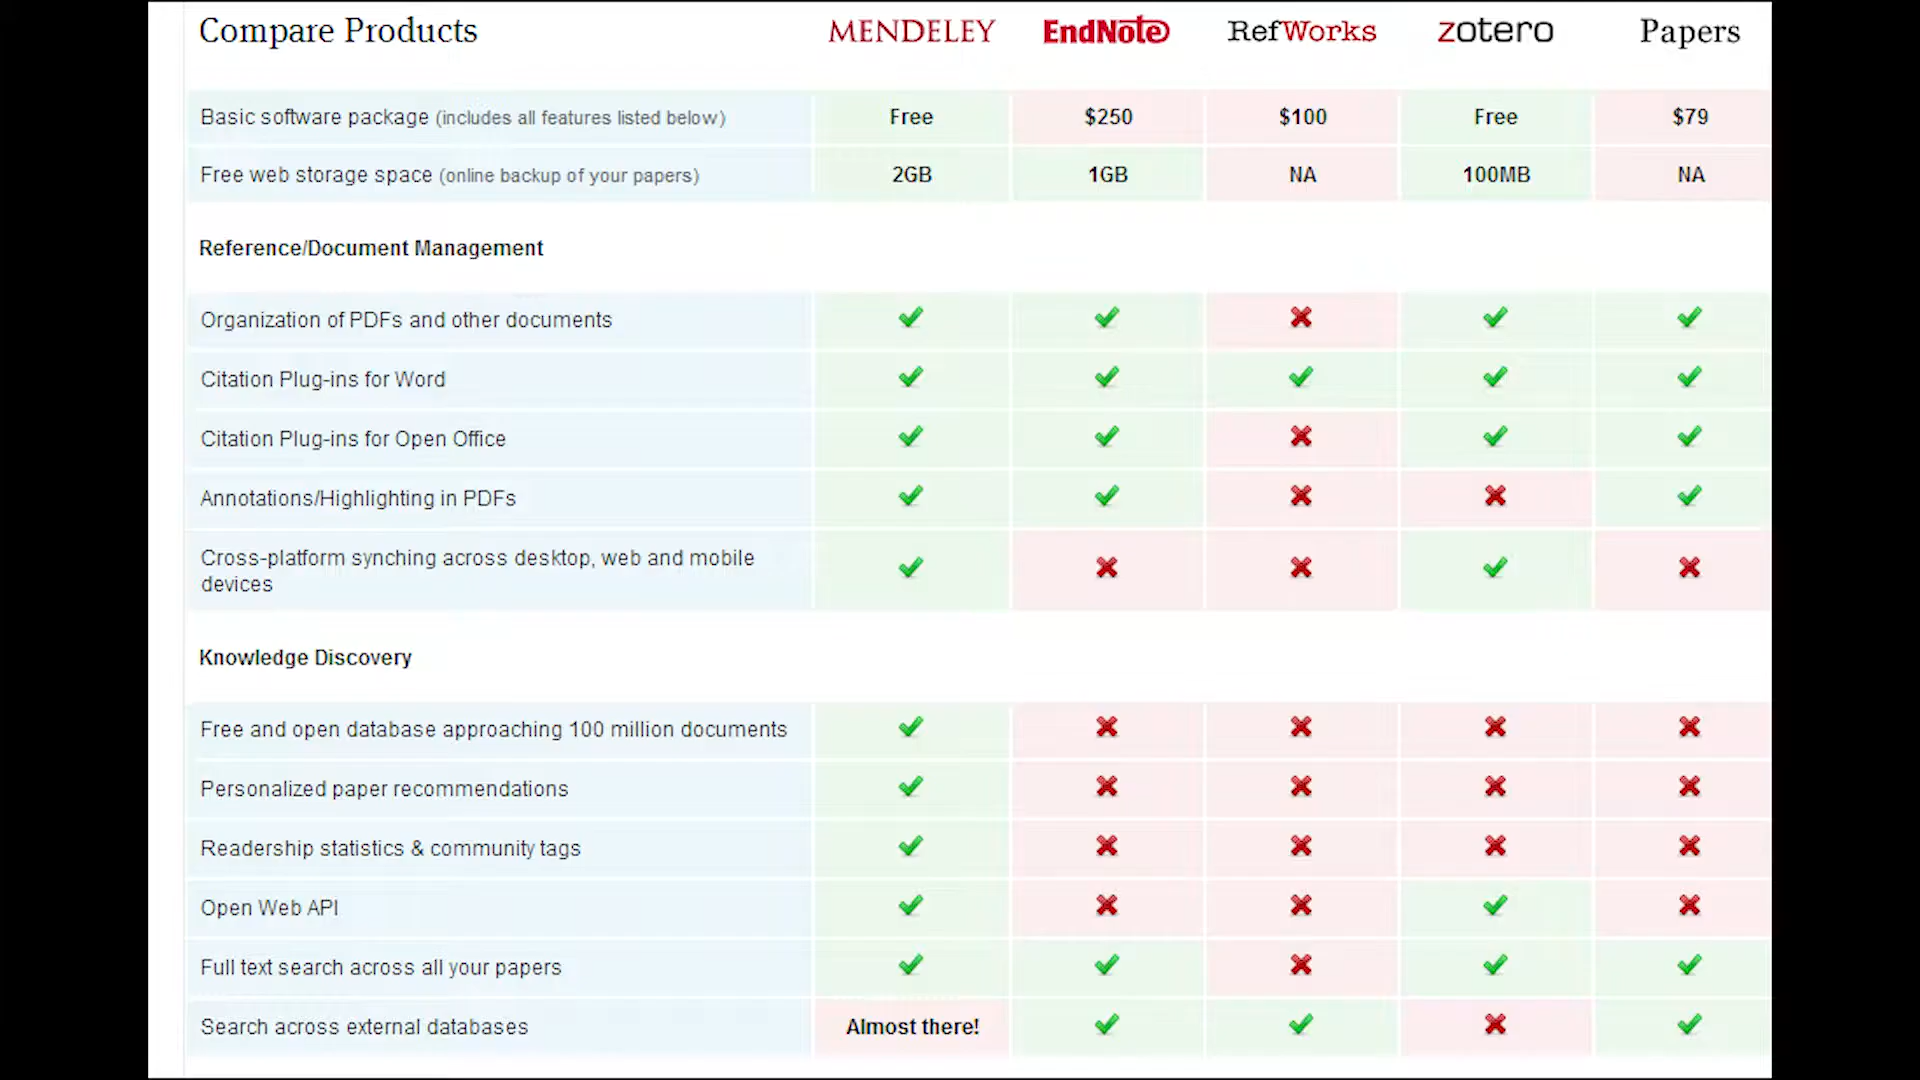 Compare Products MENDELEY EndNote RefWorks zotero Papers
Basic software package (includes all features listed below) Free $250 $100 Free $79
Free web storage space (online backup of your papers) 2GB 1GB NA 100MB NA
Reference/Document Management
Organization of PDFs and other documents
Citation Plug-ins for Word
Citation Plug-ins for Open Office
Annotations/Highlighting in PDFs
Cross-platform synching across desktop, web and mobile
devices
Knowledge Discovery
Free and open database approaching 100 million documents
Personalized paper recommendations
Readership statistics & community tags
Open Web API
Full text search across all your papers
Search across external databases Almost there!